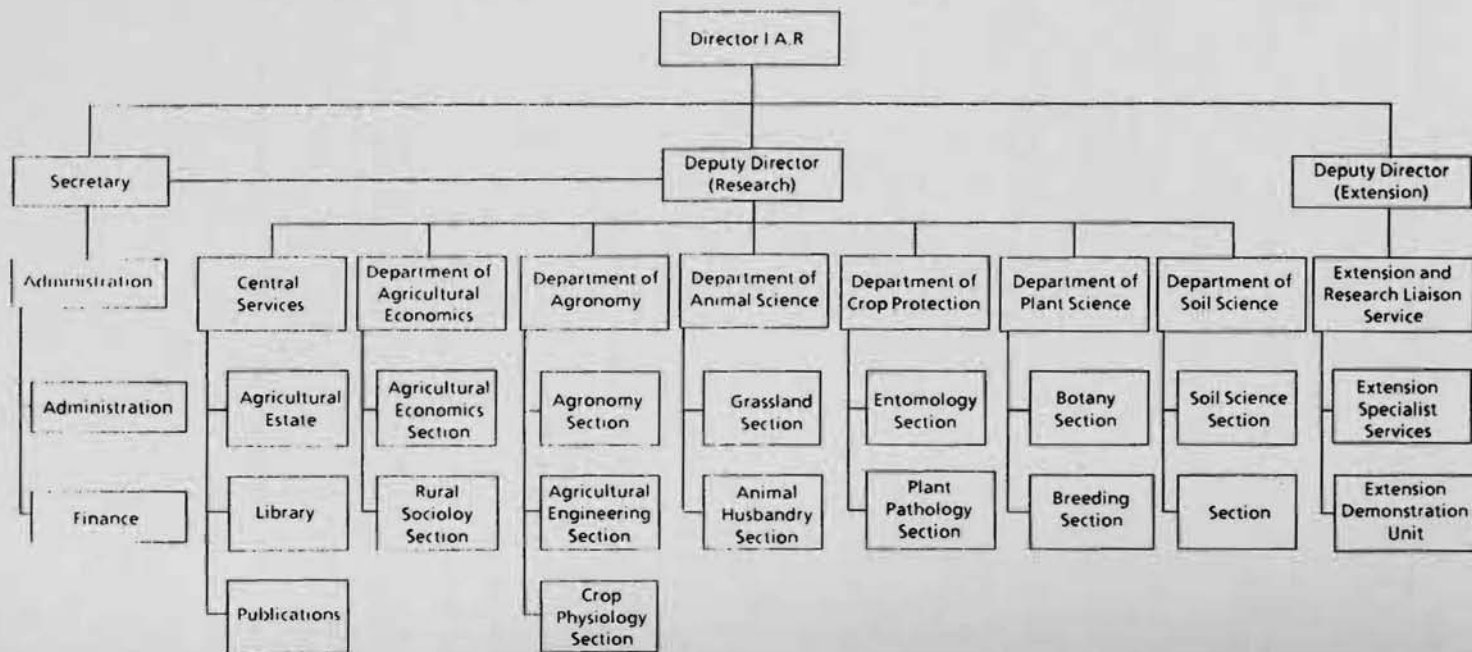 Director I A.R
Secretary
Deputy Director
(Research)
Deputy Director
(Extension)
Administration
Central
Services
Department of
Agricultural
Economics
Department of
Agronomy
Department of
Animal Science
Department of
Crop Protection
Department of
Plant Science
Department of
Soil Science
Extension and
Research Liaison
Service
Administration
Agricultural
Estate
Agricultural
Economics
Section
Agronomy
Section
Grassland
Section
Entomology
Section
Botany
Section
Soil Science
Section
Extension
Specialist
Services
Finance
Library
Rural
Socioloy
Section
Agricultural
Engineering
Section
Animal
Husbandry
Section
Plant
Pathology
Section
Breeding
Section
Section
Extension
Demonstration
Unit
Publications
Crop
Physiology
Section